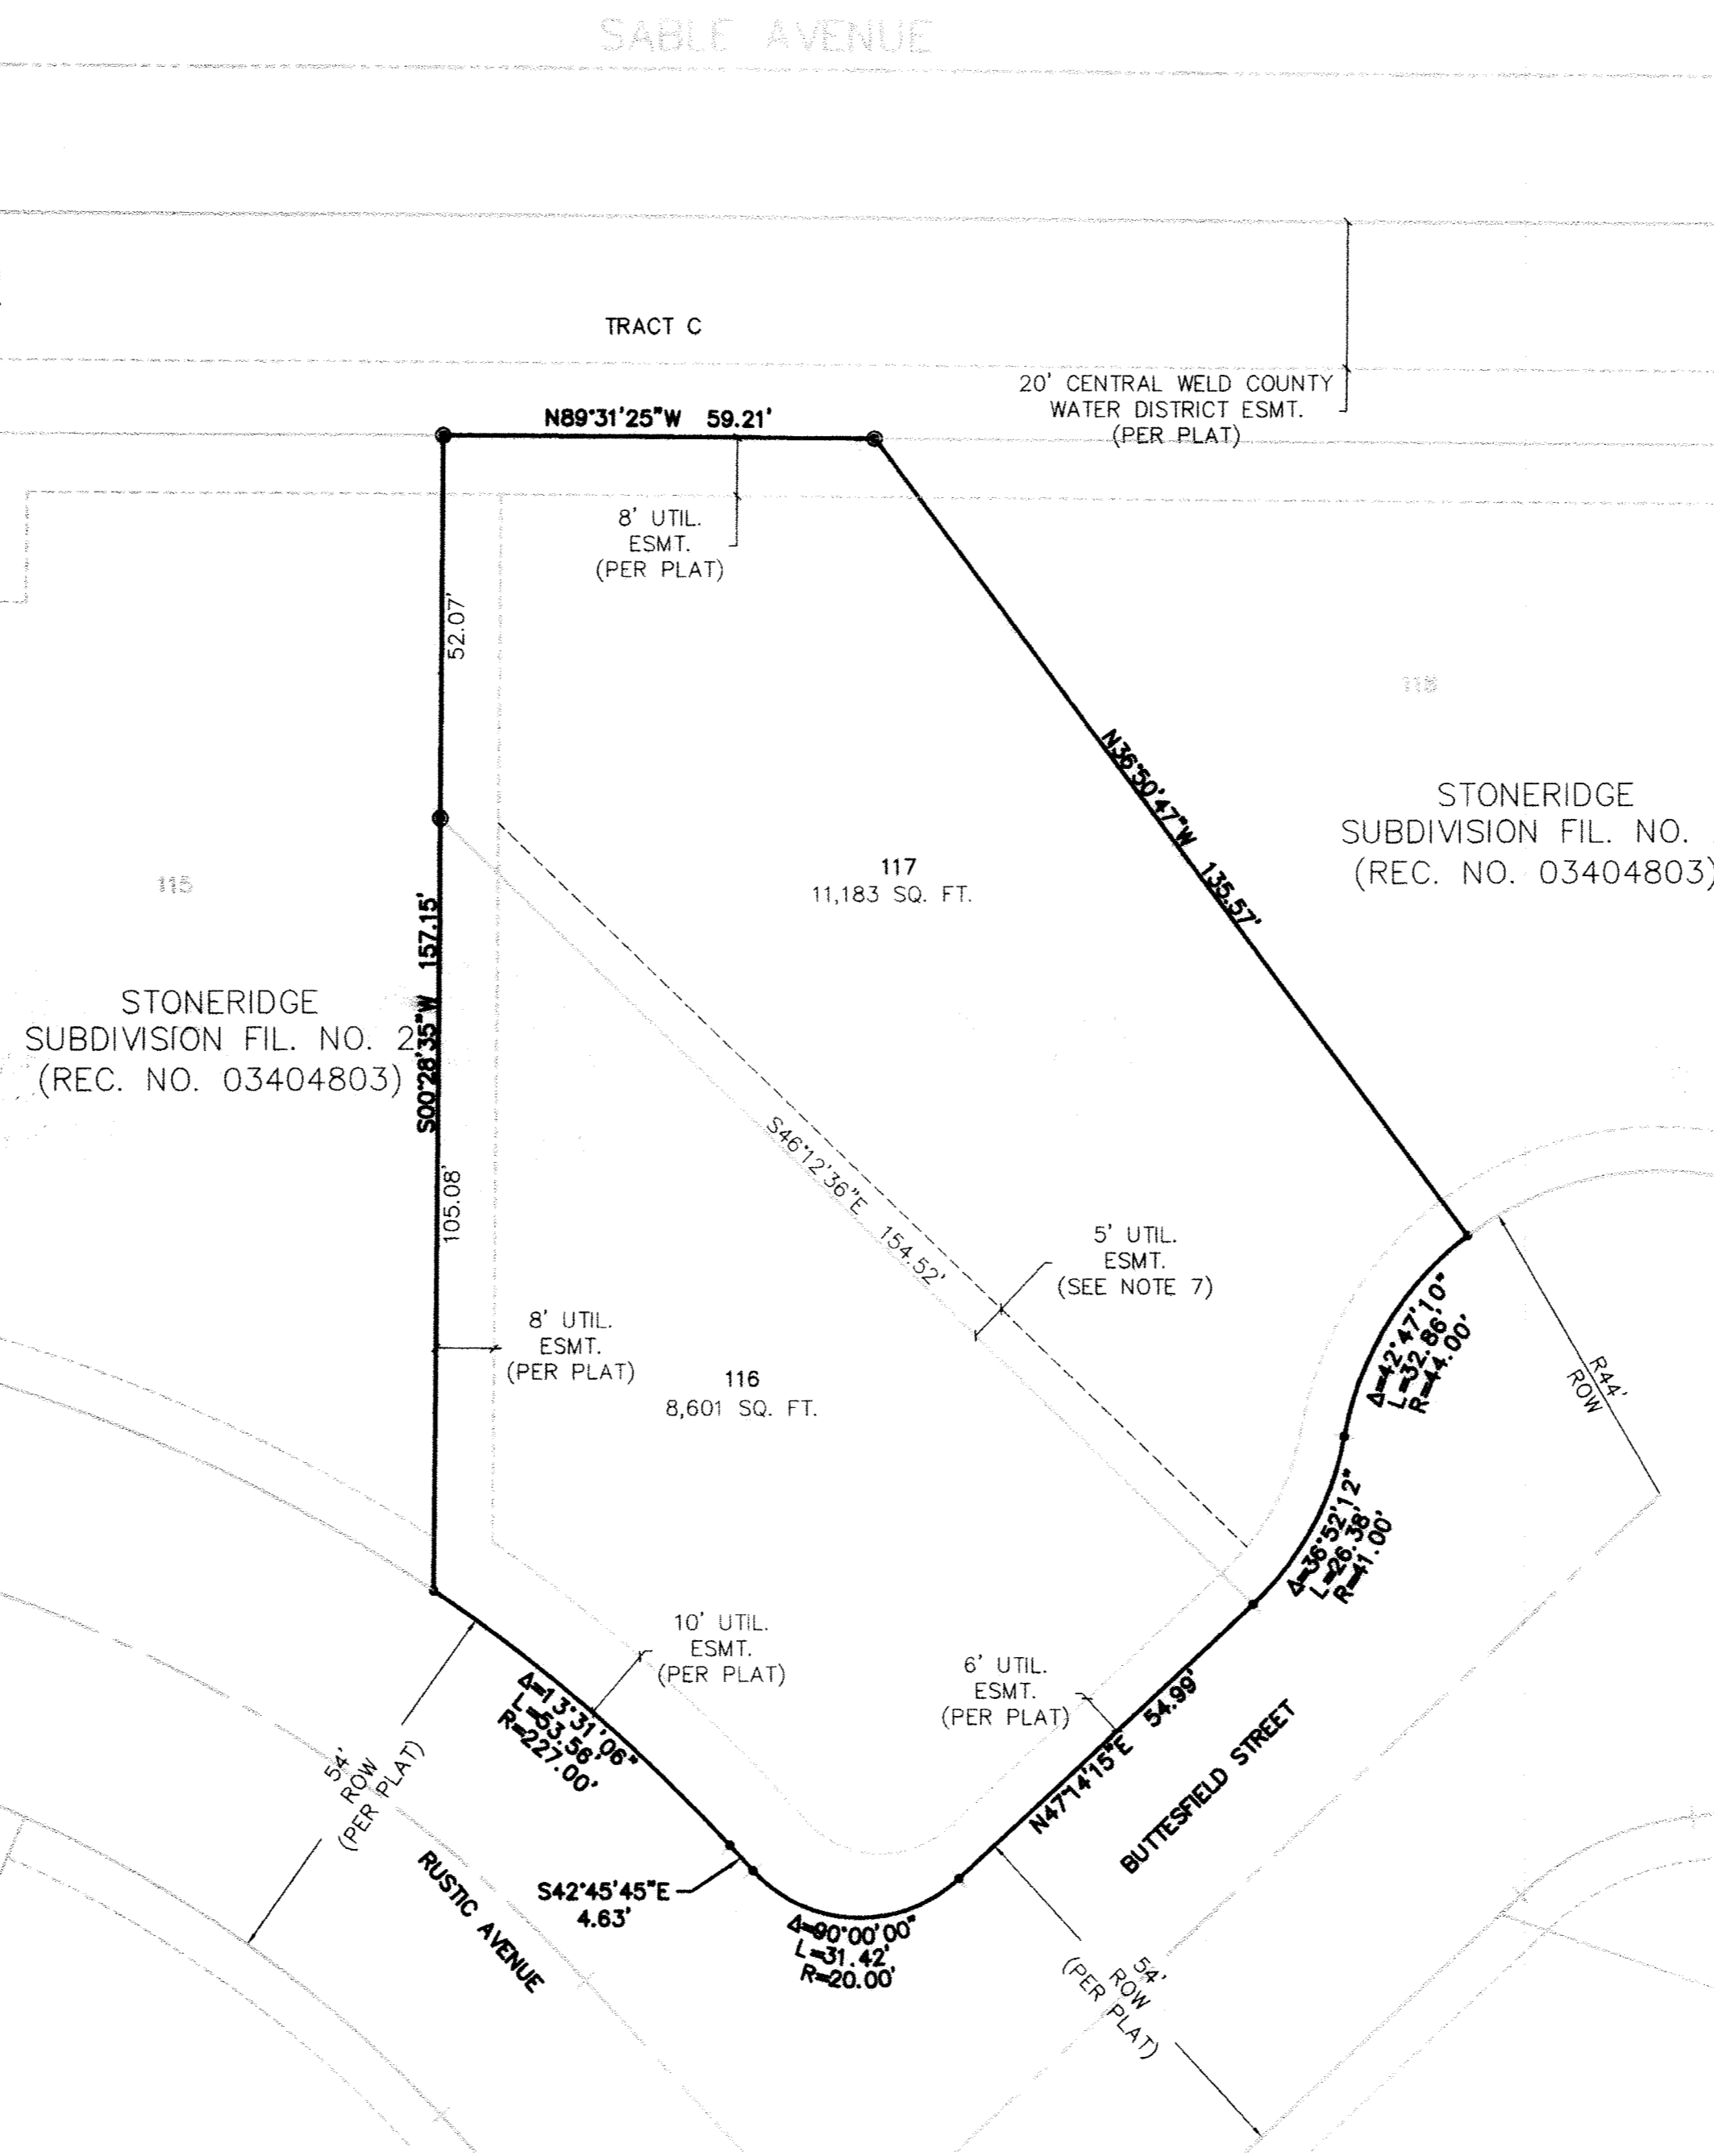 SABLE AVENUE
TRACT C
20' CENTRAL WELD COUNTY
WATER DISTRICT ESMT.
(PER PLAT)
N89°31'25"W 59.21'
8' UTIL.
ESMT.
(PER PLAT)
52.07'
118
N36°50'47"W 135.57'
STONERIDGE
SUBDIVISION FIL. NO.
(REC. NO. 03404803)
117
11,183 SQ. FT.
115
S00°28'35"W 157.15'
STONERIDGE
SUBDIVISION FIL. NO. 2
(REC. NO. 03404803)
105.08'
S46°12'36"E 154.52'
5' UTIL.
ESMT.
(SEE NOTE 7)
8' UTIL.
ESMT.
(PER PLAT)
116
8,601 SQ. FT.
Δ=42°47'10"
L=32.86'
R=44.00'
R44'
ROW
Δ=36°52'12"
L=26.38'
R=41.00'
10' UTIL.
ESMT.
(PER PLAT)
6' UTIL.
ESMT.
(PER PLAT)
Δ=13°31'06"
L=53.56'
R=227.00'
N47°14'15"E 54.99'
BUTTESFIELD STREET
54'
ROW
(PER PLAT)
RUSTIC AVENUE
S42°45'45"E
4.63'
Δ=90°00'00"
L=31.42'
R=20.00'
54'
ROW
(PER PLAT)